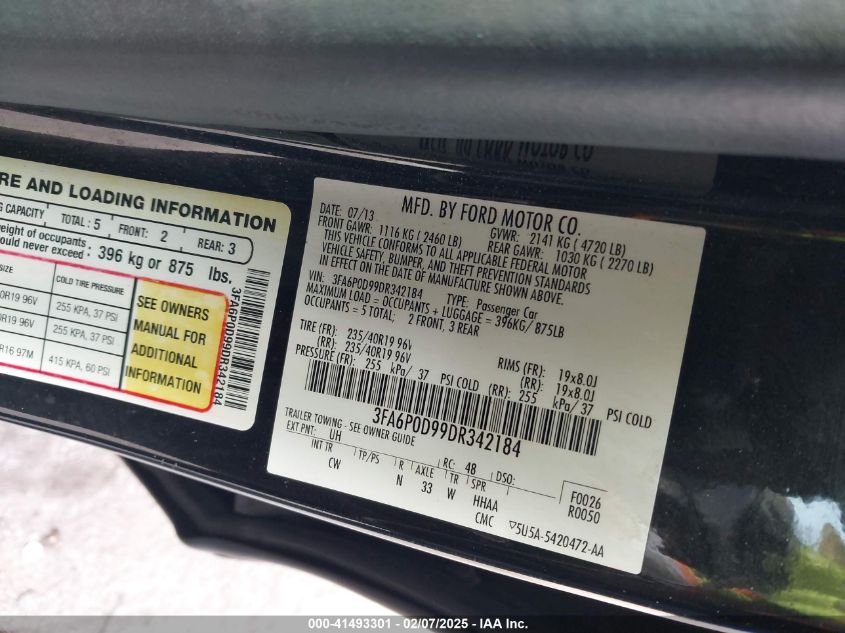 RE AND LOADING INFORMATION
G CAPACITY TOTAL: 5 FRONT: 2 REAR: 3
weight of occupants
should never exceed: 396 kg or 875 lbs.
SIZE COLD TIRE PRESSURE
R19 96V 255 KPA, 37 PSI
R19 96V 255 KPA, 37 PSI
R16 97M 415 KPA, 60 PSI
SEE OWNERS
MANUAL FOR
ADDITIONAL
INFORMATION
3FA6P0D99DR342184
MFD. BY FORD MOTOR CO.
DATE: 07/13 GVWR: 2141 KG ( 4720 LB)
FRONT GAWR: 1116 KG ( 2460 LB) REAR GAWR: 1030 KG ( 2270 LB)
THIS VEHICLE CONFORMS TO ALL APPLICABLE FEDERAL MOTOR
VEHICLE SAFETY, BUMPER, AND THEFT PREVENTION STANDARDS
IN EFFECT ON THE DATE OF MANUFACTURE SHOWN ABOVE.
VIN: 3FA6P0D99DR342184 TYPE: Passenger Car
MAXIMUM LOAD = OCCUPANTS + LUGGAGE = 396KG/ 875LB
OCCUPANTS = 5 TOTAL; 2 FRONT, 3 REAR
TIRE (FR): 235/40R19 96V RIMS (FR): 19x8.0J
(RR): 235/40R19 96V (RR): 19x8.0J
PRESSURE (FR): 255 kPa/ 37 PSI COLD (RR): 255 kPa/ 37 PSI COLD
3FA6P0D99DR342184
TRAILER TOWING - SEE OWNER GUIDE
EXT PNT: UH RC: 48 DSO: F0026
INT TR TP/PS R AXLE TR SPR R0050
CW N 33 W HHAA
CMC ▽5U5A-5420472-AA
000-41493301 - 02/07/2025 - IAA Inc.